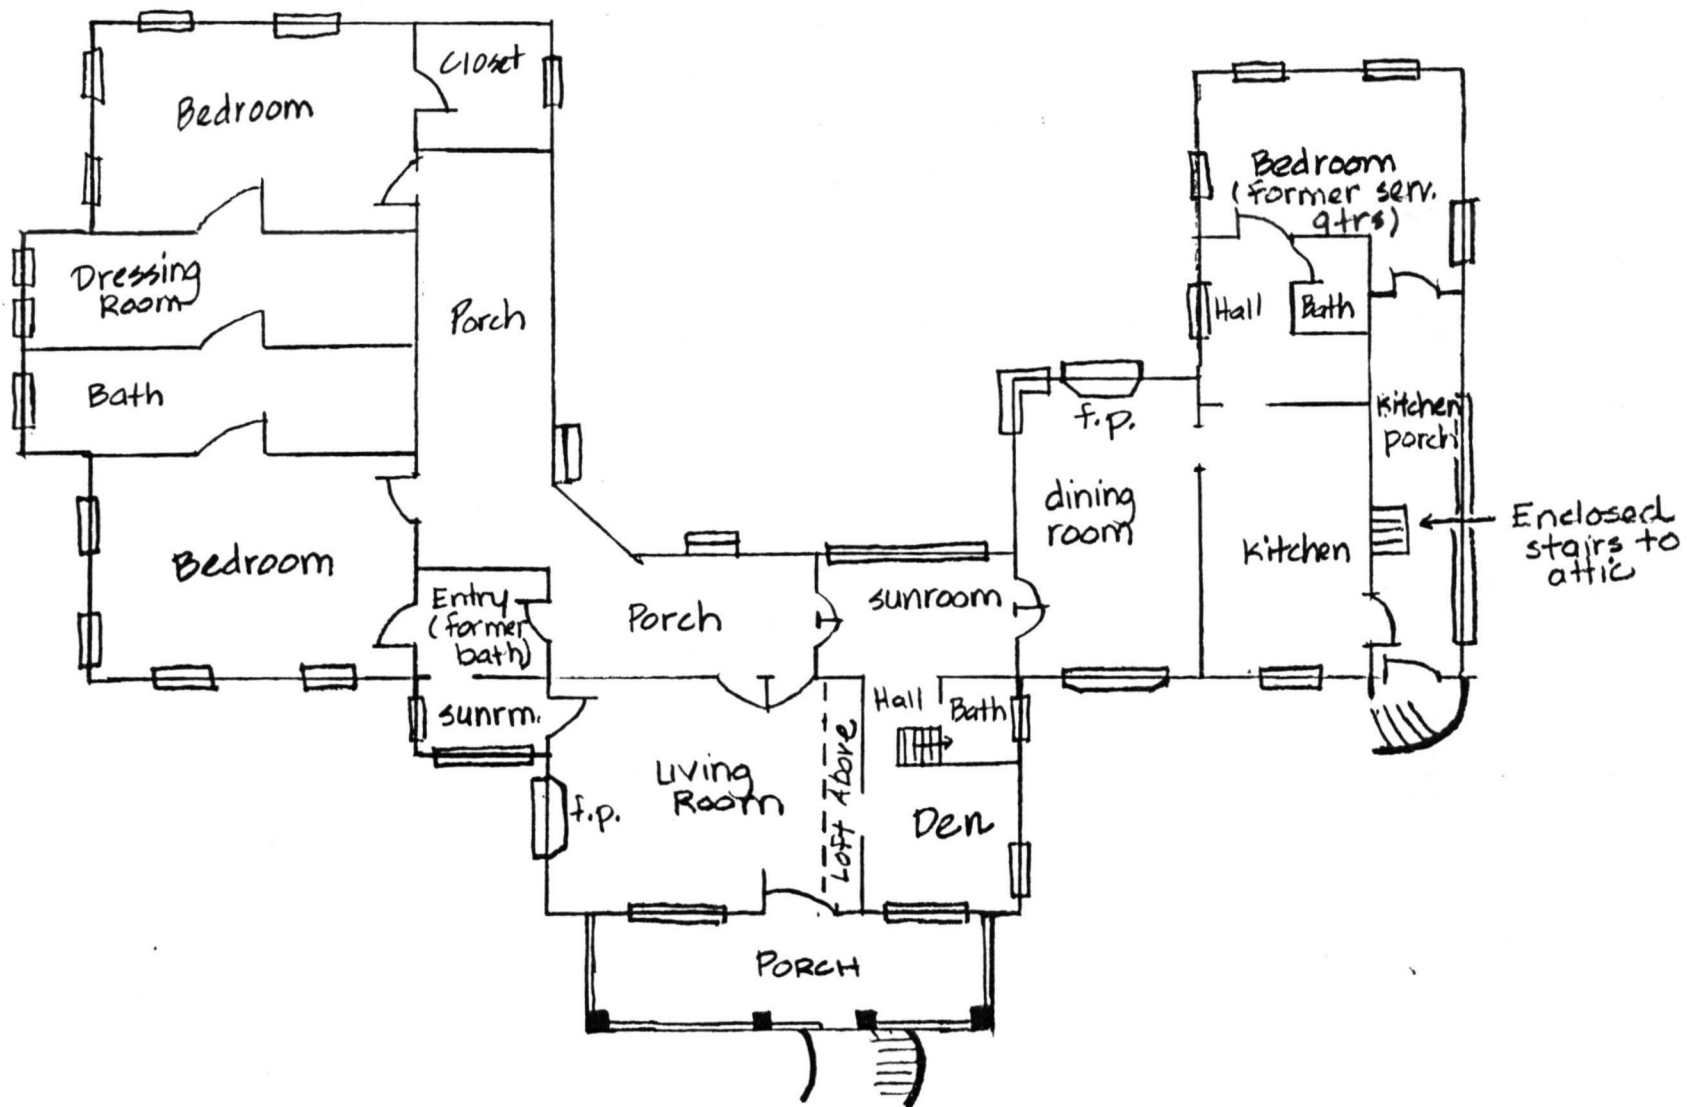 Closet
Bedroom
Bedroom
(former serv.
qtrs)
Dressing
Room
Porch
Hall
Bath
Bath
f.p.
Kitchen
porch
dining
room
Kitchen
Enclosed
stairs to
attic
Bedroom
Entry
(former
bath)
Porch
sunroom
sunrm.
Hall
Bath
Living
Room
Loft Above
f.p.
Den
PORCH